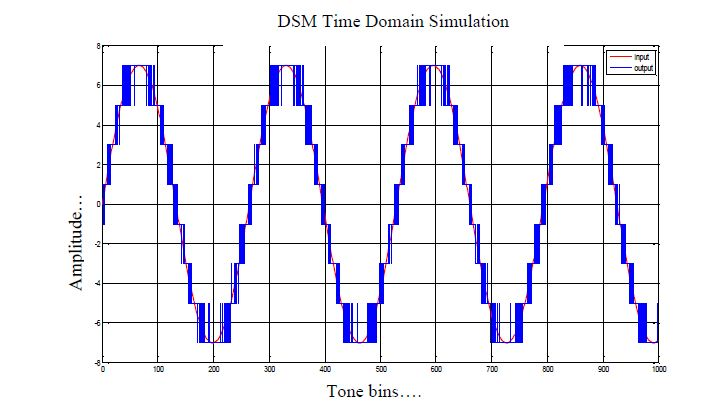 DSM Time Domain Simulation
8
6
4
2
0
-2
-4
-6
-8
Amplitude…
input
output
0 100 200 300 400 500 600 700 800 900 1000
Tone bins….